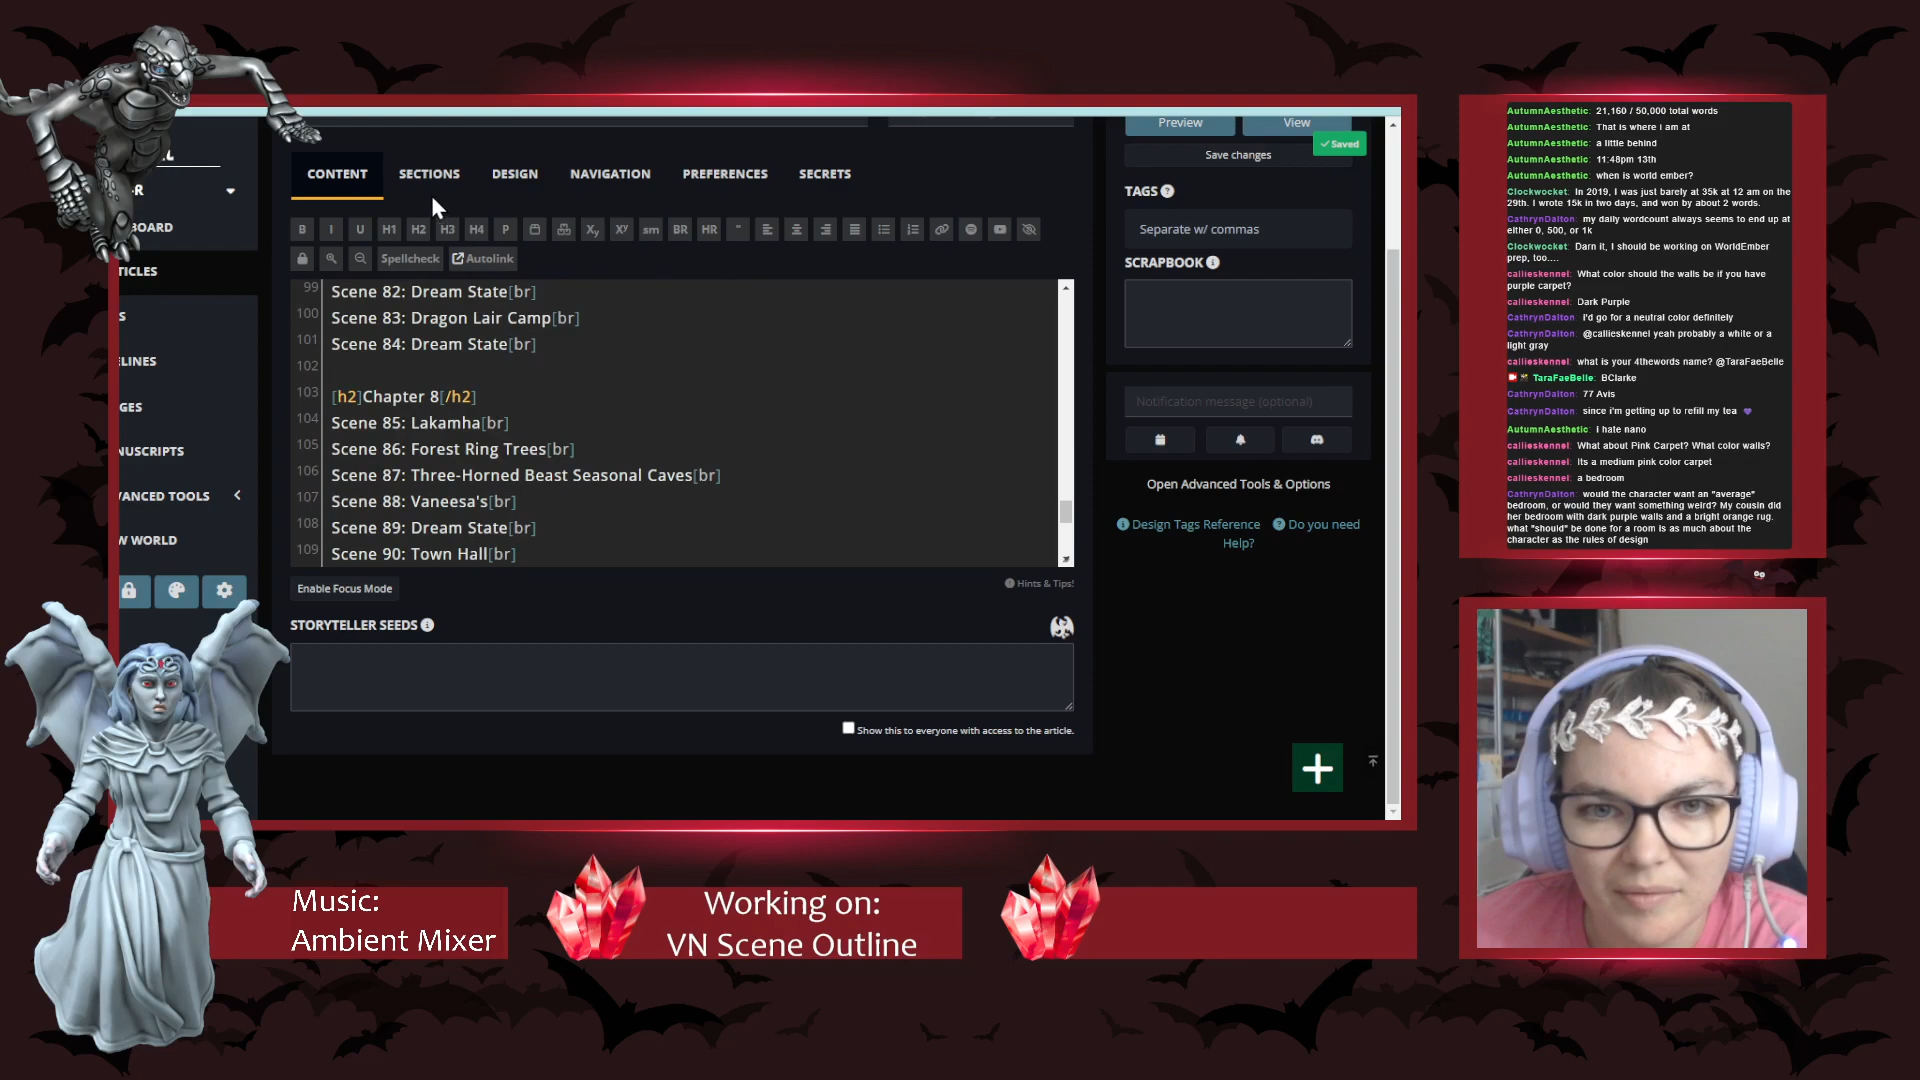 BOARD
TICLES
S
ELINES
GES
NUSCRIPTS
VANCED TOOLS
W WORLD
CONTENT
SECTIONS
DESIGN
NAVIGATION
PREFERENCES
SECRETS
B I U H1 H2 H3 H4 P Xy Xy sm BR HR "
Spellcheck Autolink
99 Scene 82: Dream State[br]
100 Scene 83: Dragon Lair Camp[br]
101 Scene 84: Dream State[br]
102
103 [h2]Chapter 8[/h2]
104 Scene 85: Lakamha[br]
105 Scene 86: Forest Ring Trees[br]
106 Scene 87: Three-Horned Beast Seasonal Caves[br]
107 Scene 88: Vaneesa's[br]
108 Scene 89: Dream State[br]
109 Scene 90: Town Hall[br]
Enable Focus Mode
Hints & Tips!
STORYTELLER SEEDS
Show this to everyone with access to the article.
Preview
View
Saved
Save changes
TAGS
Separate w/ commas
SCRAPBOOK
Notification message (optional)
Open Advanced Tools & Options
Design Tags Reference
Do you need
Help?
AutumnAesthetic: 21,160 / 50,000 total words
AutumnAesthetic: That is where i am at
AutumnAesthetic: a little behind
AutumnAesthetic: 11:48pm 13th
AutumnAesthetic: when is world ember?
Clockwocket: In 2019, I was just barely at 35k at 12 am on the
29th. I wrote 15k in two days, and won by about 2 words.
CathrynDalton: my daily wordcount always seems to end up at
either 0, 500, or 1k
Clockwocket: Darn it, I should be working on WorldEmber
prep, too....
callieskennel: What color should the walls be if you have
purple carpet?
callieskennel: Dark Purple
CathrynDalton: I'd go for a neutral color definitely
CathrynDalton: @callieskennel yeah probably a white or a
light gray
callieskennel: what is your 4thewords name? @TaraFaeBelle
TaraFaeBelle: BClarke
CathrynDalton: 77 Avis
CathrynDalton: since i'm getting up to refill my tea
AutumnAesthetic: I hate nano
callieskennel: What about Pink Carpet? What color walls?
callieskennel: Its a medium pink color carpet
callieskennel: a bedroom
CathrynDalton: would the character want an "average"
bedroom, or would they want something weird? My cousin did
her bedroom with dark purple walls and a bright orange rug.
what "should" be done for a room is as much about the
character as the rules of design
Music:
Ambient Mixer
Working on:
VN Scene Outline